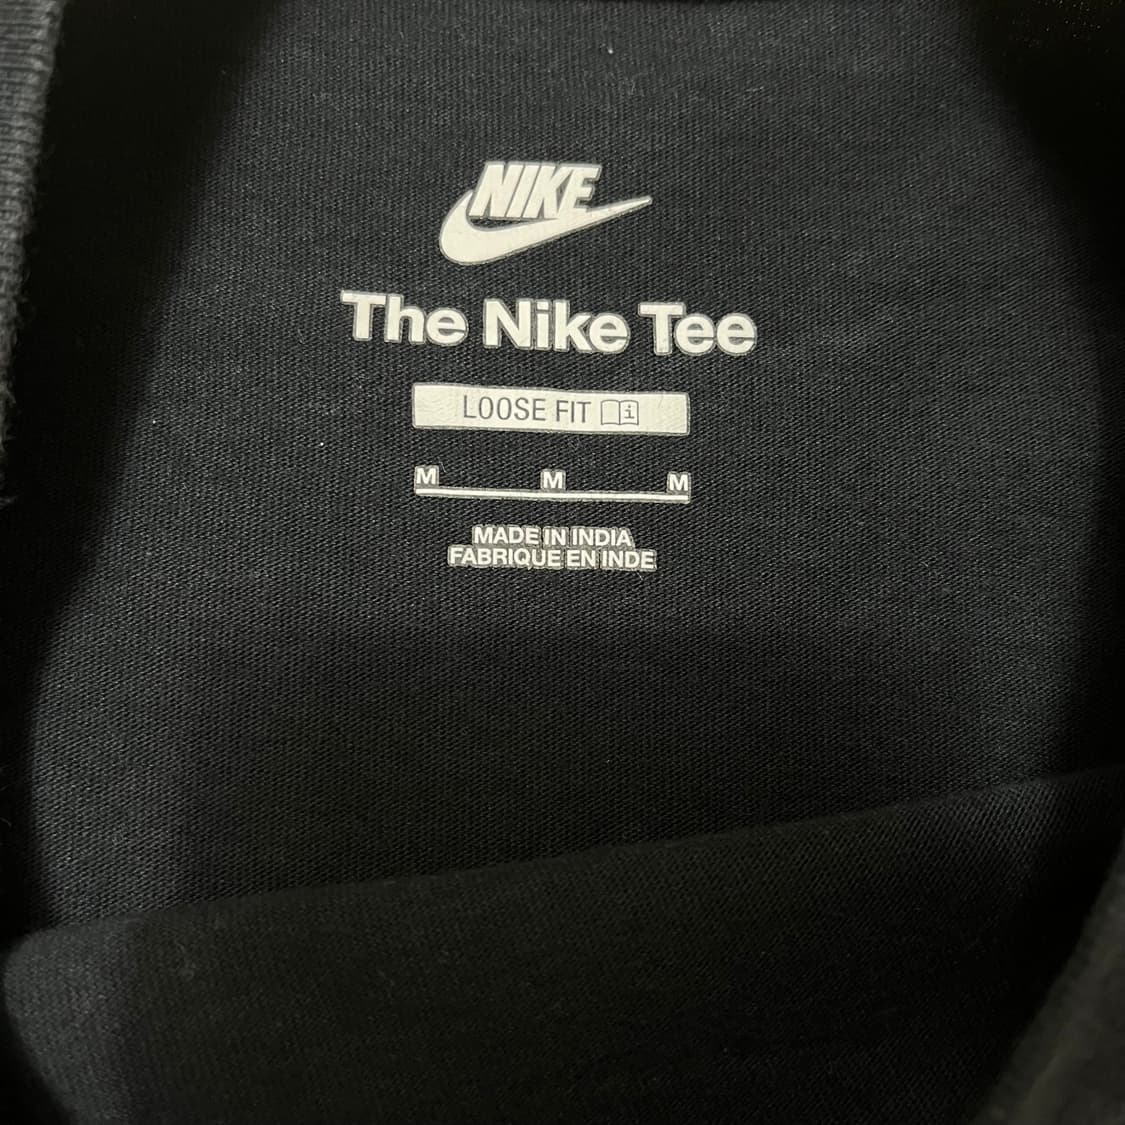 NIKE
The Nike Tee
LOOSE FIT
M M M
MADE IN INDIA
FABRIQUE EN INDE